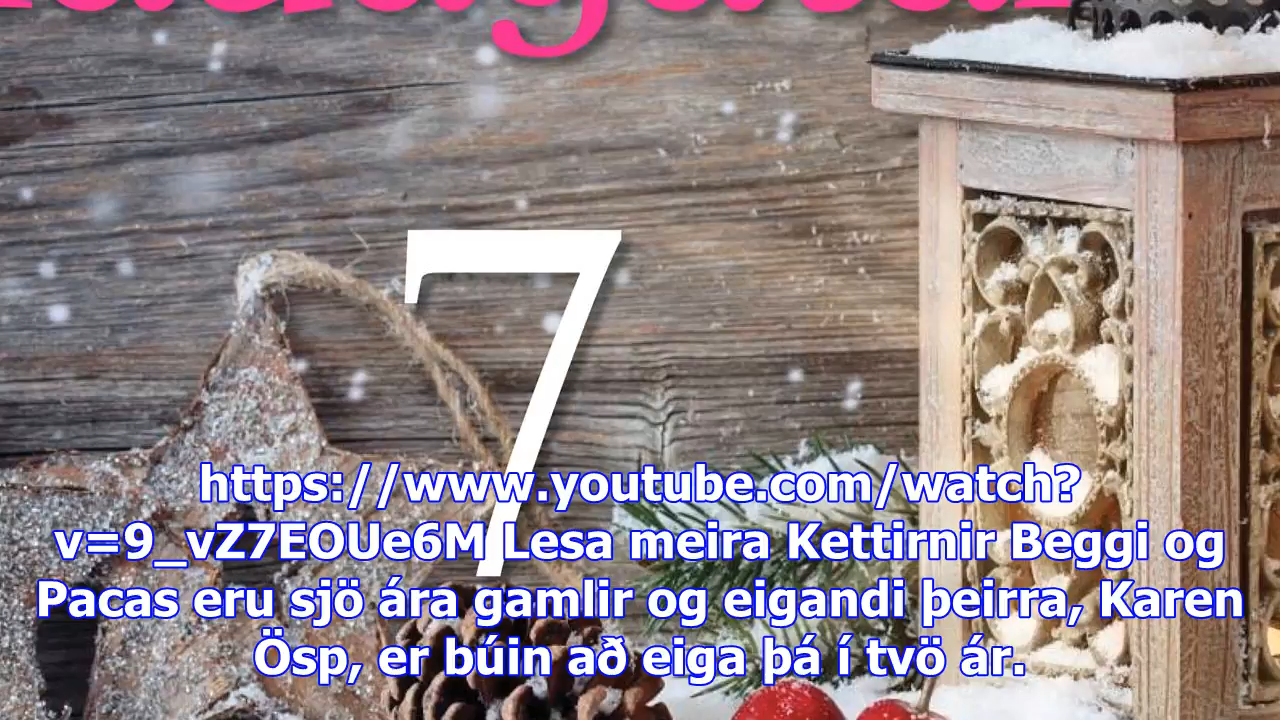 7
https://www.youtube.com/watch?
v=9_vZ7EOUe6M Lesa meira Kettirnir Beggi og
Pacas eru sjö ára gamlir og eigandi þeirra, Karen
Ösp, er búin að eiga þá í tvö ár.